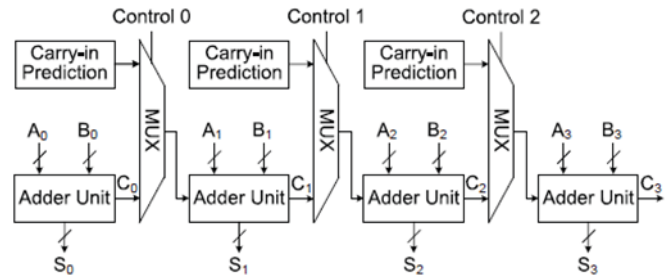 Control 0 Control 1 Control 2
Carry-in Prediction Carry-in Prediction Carry-in Prediction
MUX MUX MUX
A0 B0 A1 B1 A2 B2 A3 B3
Adder Unit C0 Adder Unit C1 Adder Unit C2 Adder Unit C3
S0 S1 S2 S3